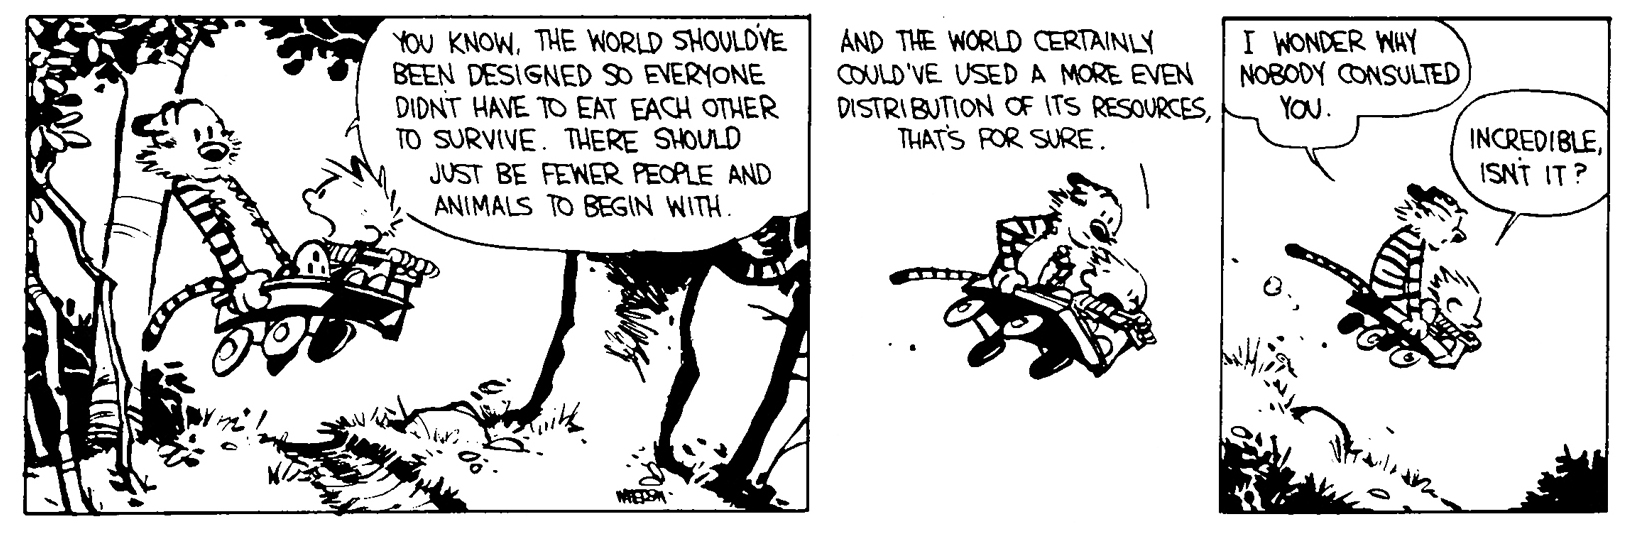 YOU KNOW, THE WORLD SHOULD'VE
BEEN DESIGNED SO EVERYONE
DIDN'T HAVE TO EAT EACH OTHER
TO SURVIVE. THERE SHOULD
JUST BE FEWER PEOPLE AND
ANIMALS TO BEGIN WITH.
AND THE WORLD CERTAINLY
COULD'VE USED A MORE EVEN
DISTRIBUTION OF ITS RESOURCES,
THAT'S FOR SURE.
I WONDER WHY
NOBODY CONSULTED
YOU.
INCREDIBLE,
ISN'T IT?